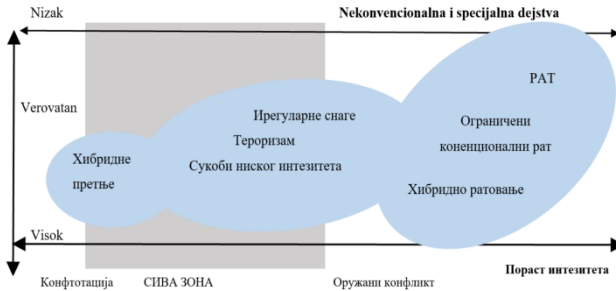 Nizak
Nekonvencionalna i specijalna dejstva
РАТ
Verovatan
Ирегуларне снаге
Ограничени
Тероризам
коненционални рат
Хибридне
Сукоби ниског интезитета
претње
Хибридно ратовање
Visok
Порaст интезитета
Конфтотација
СИВА ЗОНА
Оружани конфликт